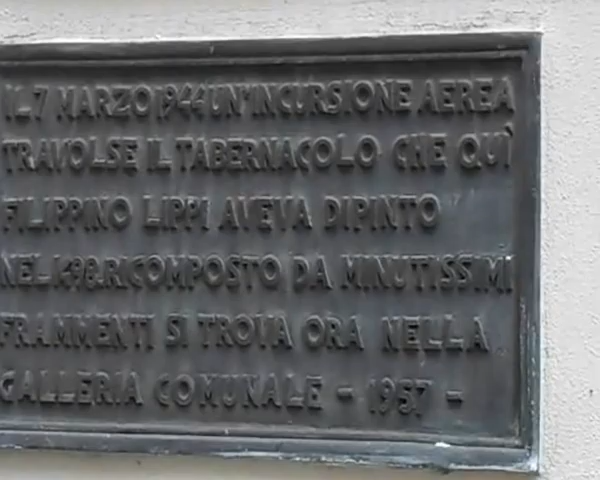 IL 7 MARZO 1944 UN'INCURSIONE AEREA
TRAVOLSE IL TABERNACOLO CHE QUÌ
FILIPPINO LIPPI AVEVA DIPINTO
NEL 1498. RICOMPOSTO DA MINUTISSIMI
FRAMMENTI SI TROVA ORA NELLA
GALLERIA COMUNALE - 1957 -